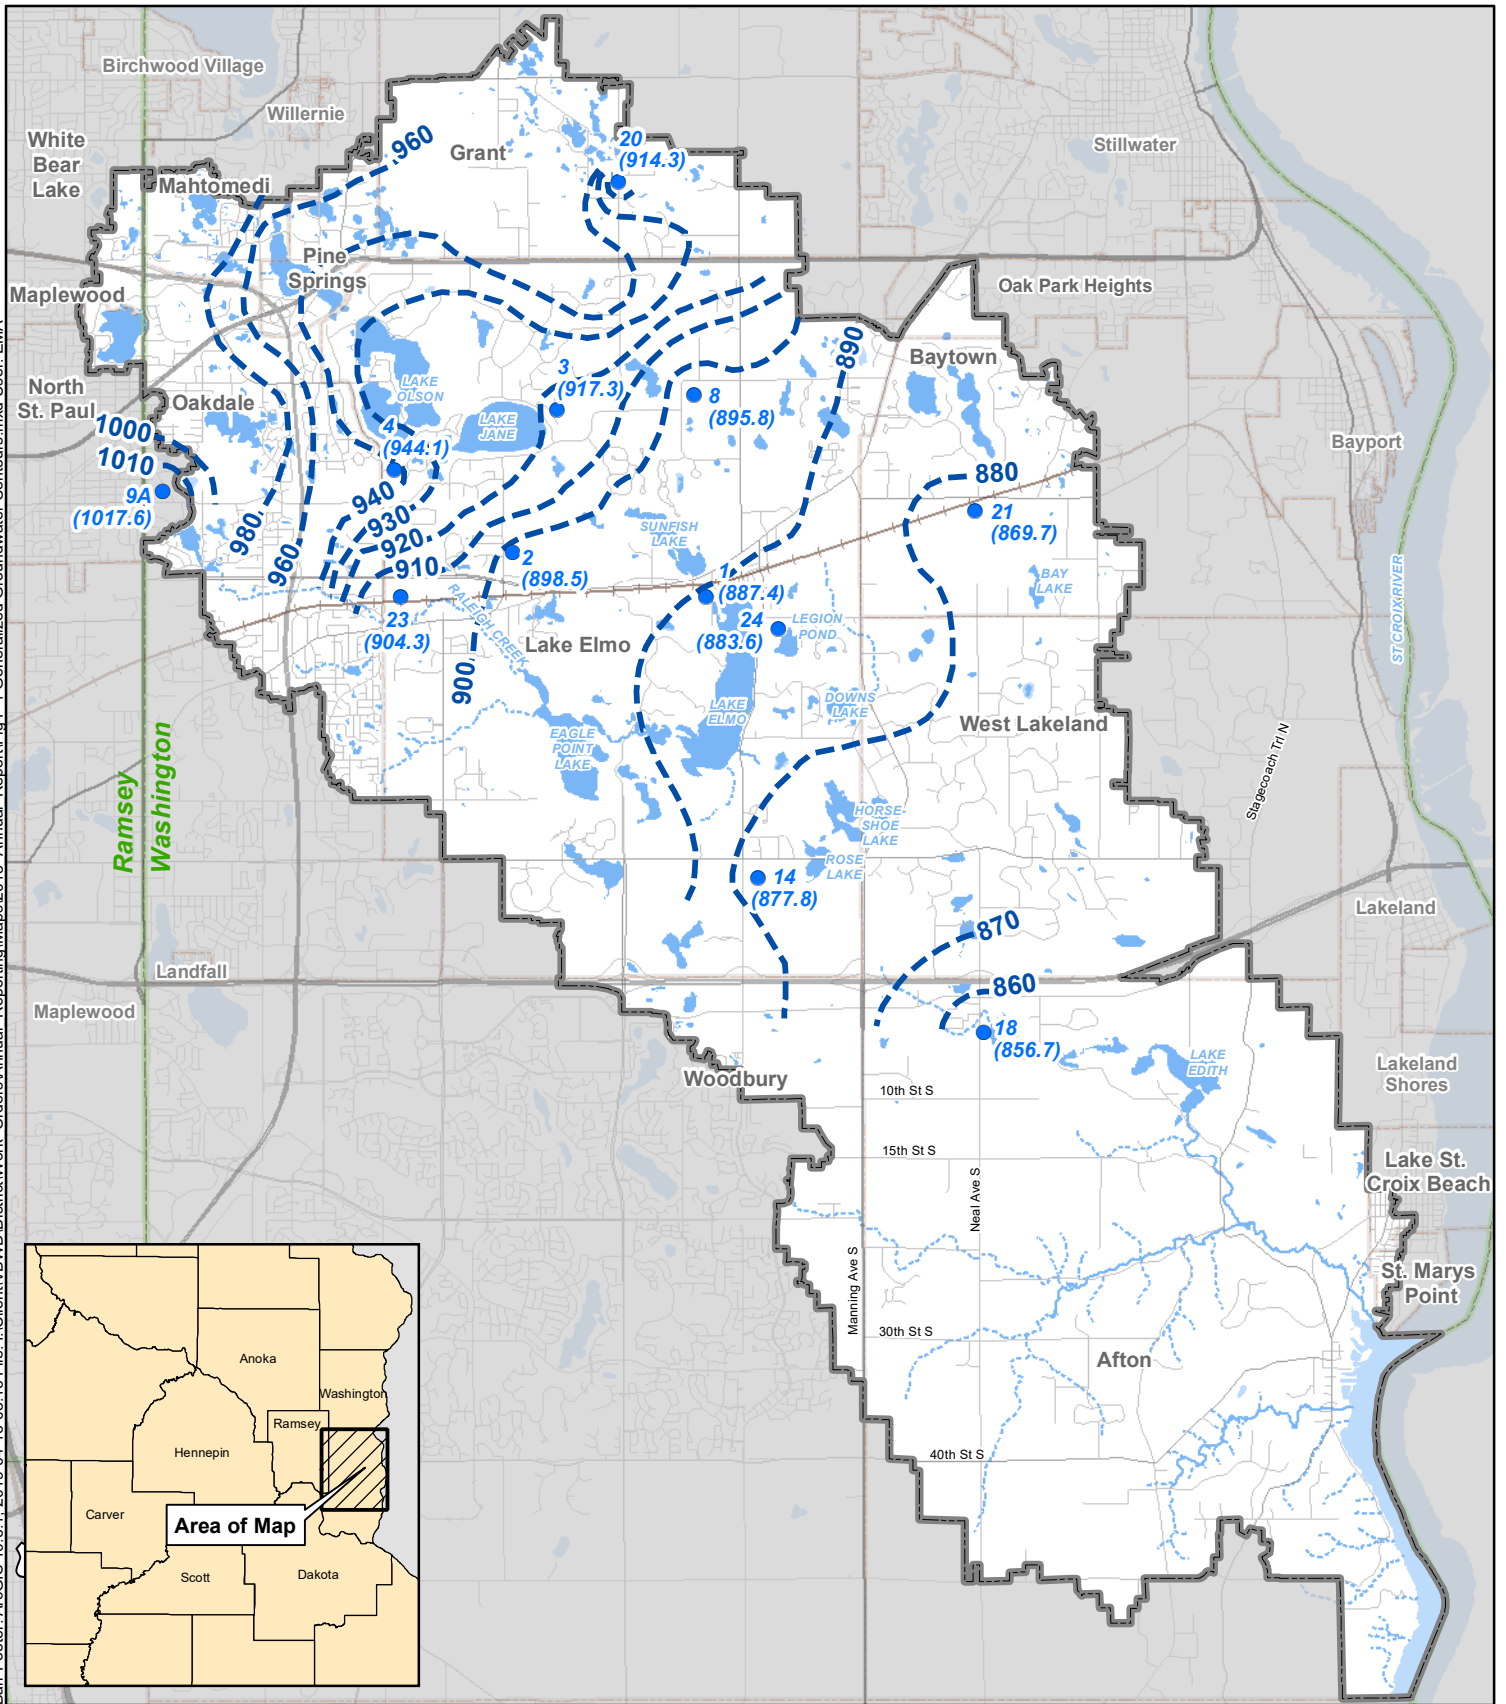 Birchwood Village
Willernie
White
Bear
Lake
Mahtomedi
960
Grant
20
(914.3)
Stillwater
Pine
Springs
Maplewood
Oak Park Heights
890
Baytown
North
St. Paul
Oakdale
LAKE
OLSON
LAKE
JANE
3
(917.3)
8
(895.8)
4
(944.1)
1000
1010
9A
(1017.6)
Bayport
880
21
(869.7)
940
930
920
910
980
960
2
(898.5)
SUNFISH
LAKE
1
(887.4)
24
(883.6)
LEGION
POND
BAY
LAKE
23
(904.3)
RALEIGH CREEK
Lake Elmo
900
ST CROIX RIVER
LAKE
ELMO
DOWNS
LAKE
West Lakeland
EAGLE
POINT
LAKE
Ramsey
Washington
Stagecoach Trl N
HORSE-
SHOE
LAKE
ROSE
LAKE
14
(877.8)
Lakeland
870
860
Landfall
Maplewood
18
(856.7)
LAKE
EDITH
Lakeland
Shores
Woodbury
10th St S
15th St S
Neal Ave S
Manning Ave S
Lake St.
Croix Beach
St. Marys
Point
30th St S
Afton
40th St S
Anoka
Washington
Ramsey
Hennepin
Carver
Area of Map
Scott
Dakota